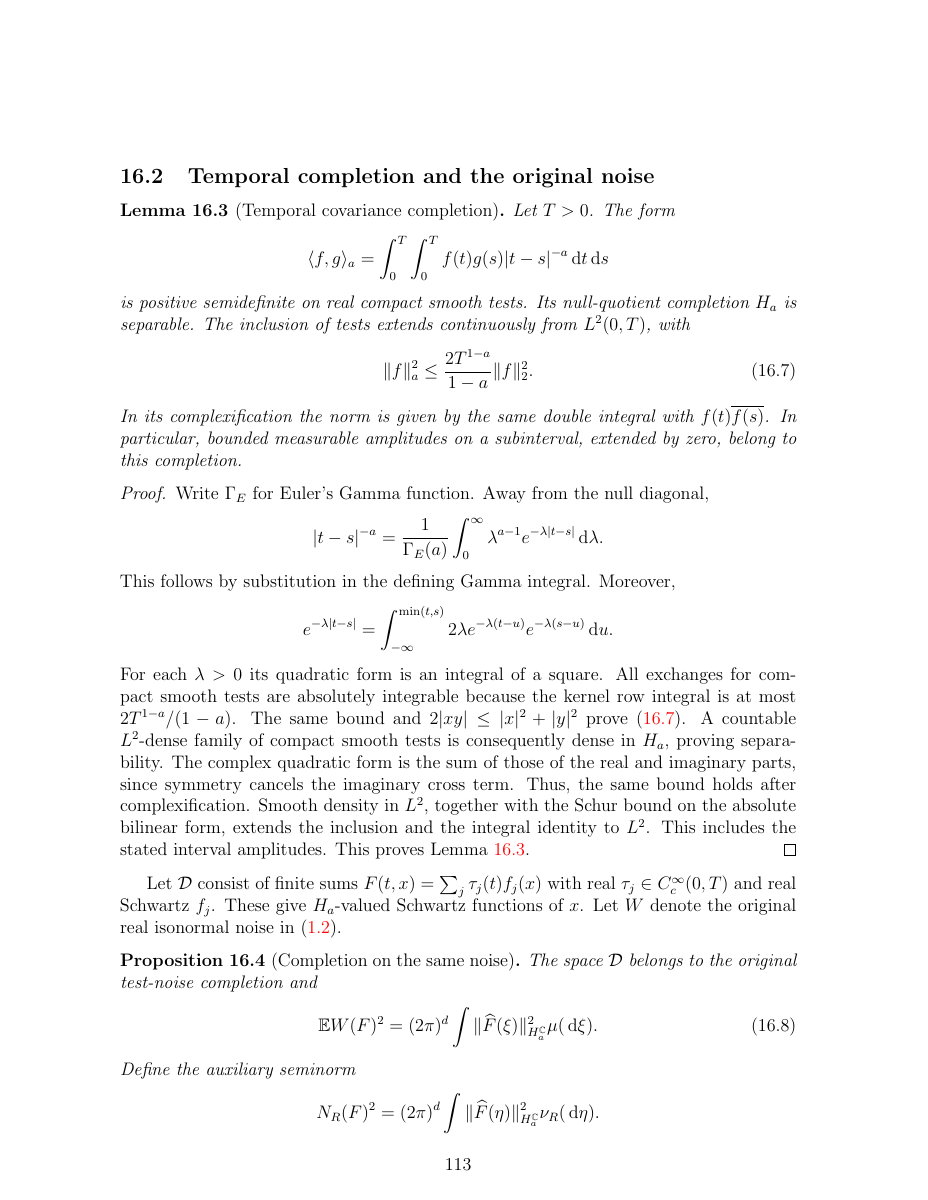 16.2 Temporal completion and the original noise
Lemma 16.3 (Temporal covariance completion). Let T > 0. The form
⟨f, g⟩_a = ∫_0^T ∫_0^T f(t)g(s)|t − s|^{−a} dt ds
is positive semidefinite on real compact smooth tests. Its null-quotient completion H_a is
separable. The inclusion of tests extends continuously from L²(0, T), with
‖f‖_a^2 ≤ \frac{2T^{1−a}}{1 − a} ‖f‖_2^2. (16.7)
In its complexification the norm is given by the same double integral with f(t)\overline{f(s)}. In
particular, bounded measurable amplitudes on a subinterval, extended by zero, belong to
this completion.
Proof. Write Γ_E for Euler's Gamma function. Away from the null diagonal,
|t − s|^{−a} = \frac{1}{Γ_E(a)} ∫_0^∞ λ^{a−1} e^{−λ|t−s|} dλ.
This follows by substitution in the defining Gamma integral. Moreover,
e^{−λ|t−s|} = ∫_{−∞}^{min(t,s)} 2λe^{−λ(t−u)} e^{−λ(s−u)} du.
For each λ > 0 its quadratic form is an integral of a square. All exchanges for com-
pact smooth tests are absolutely integrable because the kernel row integral is at most
2T^{1−a}/(1 − a). The same bound and 2|xy| ≤ |x|² + |y|² prove (16.7). A countable
L²-dense family of compact smooth tests is consequently dense in H_a, proving separa-
bility. The complex quadratic form is the sum of those of the real and imaginary parts,
since symmetry cancels the imaginary cross term. Thus, the same bound holds after
complexification. Smooth density in L², together with the Schur bound on the absolute
bilinear form, extends the inclusion and the integral identity to L². This includes the
stated interval amplitudes. This proves Lemma 16.3. □
Let 𝒟 consist of finite sums F(t, x) = ∑_j τ_j(t)f_j(x) with real τ_j ∈ C_c^∞(0, T) and real
Schwartz f_j. These give H_a-valued Schwartz functions of x. Let W denote the original
real isonormal noise in (1.2).
Proposition 16.4 (Completion on the same noise). The space 𝒟 belongs to the original
test-noise completion and
𝔼W(F)² = (2π)^d ∫ ‖\widehat{F}(ξ)‖_{H_a^ℂ}^2 μ( dξ). (16.8)
Define the auxiliary seminorm
N_R(F)² = (2π)^d ∫ ‖\widehat{F}(η)‖_{H_a^ℂ}^2 ν_R( dη).
113